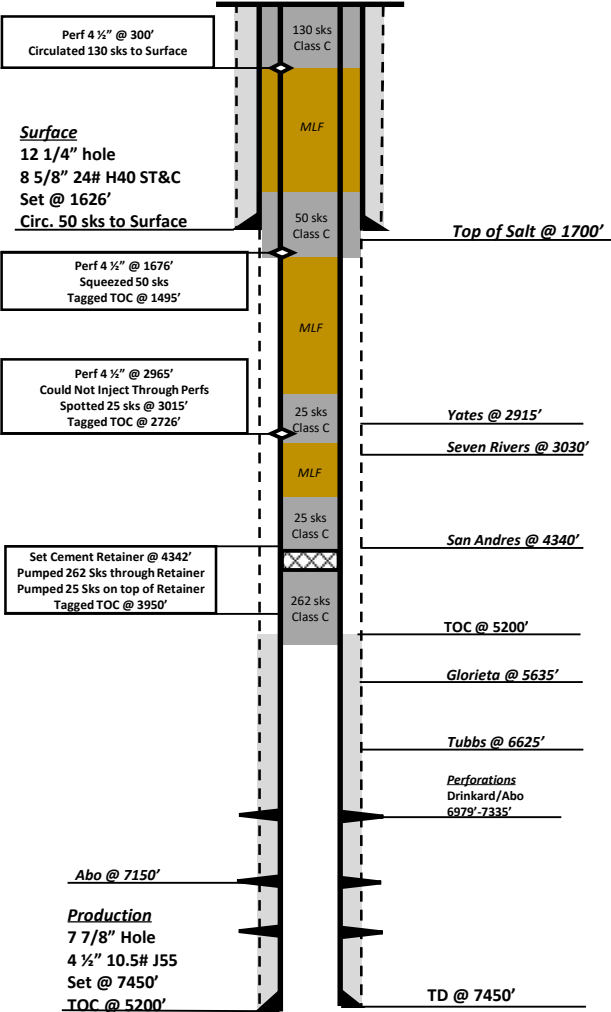 130 sks
Class C
Perf 4 ½” @ 300’
Circulated 130 sks to Surface
MLF
Surface
12 1/4” hole
8 5/8” 24# H40 ST&C
Set @ 1626’
Circ. 50 sks to Surface
50 sks
Class C
Top of Salt @ 1700’
Perf 4 ½” @ 1676’
Squeezed 50 sks
Tagged TOC @ 1495’
MLF
Perf 4 ½” @ 2965’
Could Not Inject Through Perfs
Spotted 25 sks @ 3015’
Tagged TOC @ 2726’
25 sks
Class C
Yates @ 2915’
Seven Rivers @ 3030’
MLF
25 sks
Class C
San Andres @ 4340’
Set Cement Retainer @ 4342’
Pumped 262 Sks through Retainer
Pumped 25 Sks on top of Retainer
Tagged TOC @ 3950’
262 sks
Class C
TOC @ 5200’
Glorieta @ 5635’
Tubbs @ 6625’
Perforations
Drinkard/Abo
6979’-7335’
Abo @ 7150’
Production
7 7/8” Hole
4 ½” 10.5# J55
Set @ 7450’
TOC @ 5200’
TD @ 7450’